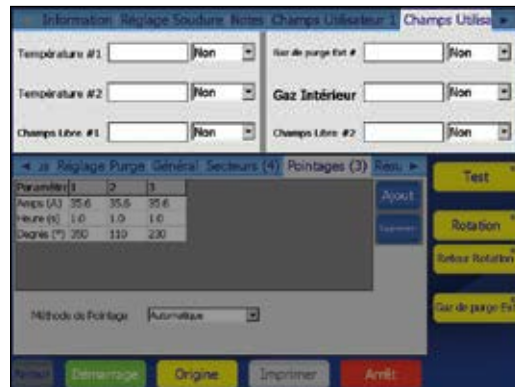 Information Réglage Soudure Notes Champs Utilisateur 1 Champs Utilisa
Température #1 Non Gaz de purge Ext # Non
Température #2 Non Gaz Intérieur Non
Champs Libre #1 Non Champs Libre #2 Non
Réglage Purge Général Secteurs (4) Pointages (3) Resu
Paramètre 1 2 3
Amps (A) 35.6 35.6 35.6
Heure (s) 1.0 1.0 1.0
Degrés (°) 350 110 230
Ajout
Méthode de Pointage Automatique
Test
Rotation
Retour Rotation
Gaz de purge Ext
Démarrage Origine Imprimer Arrêt